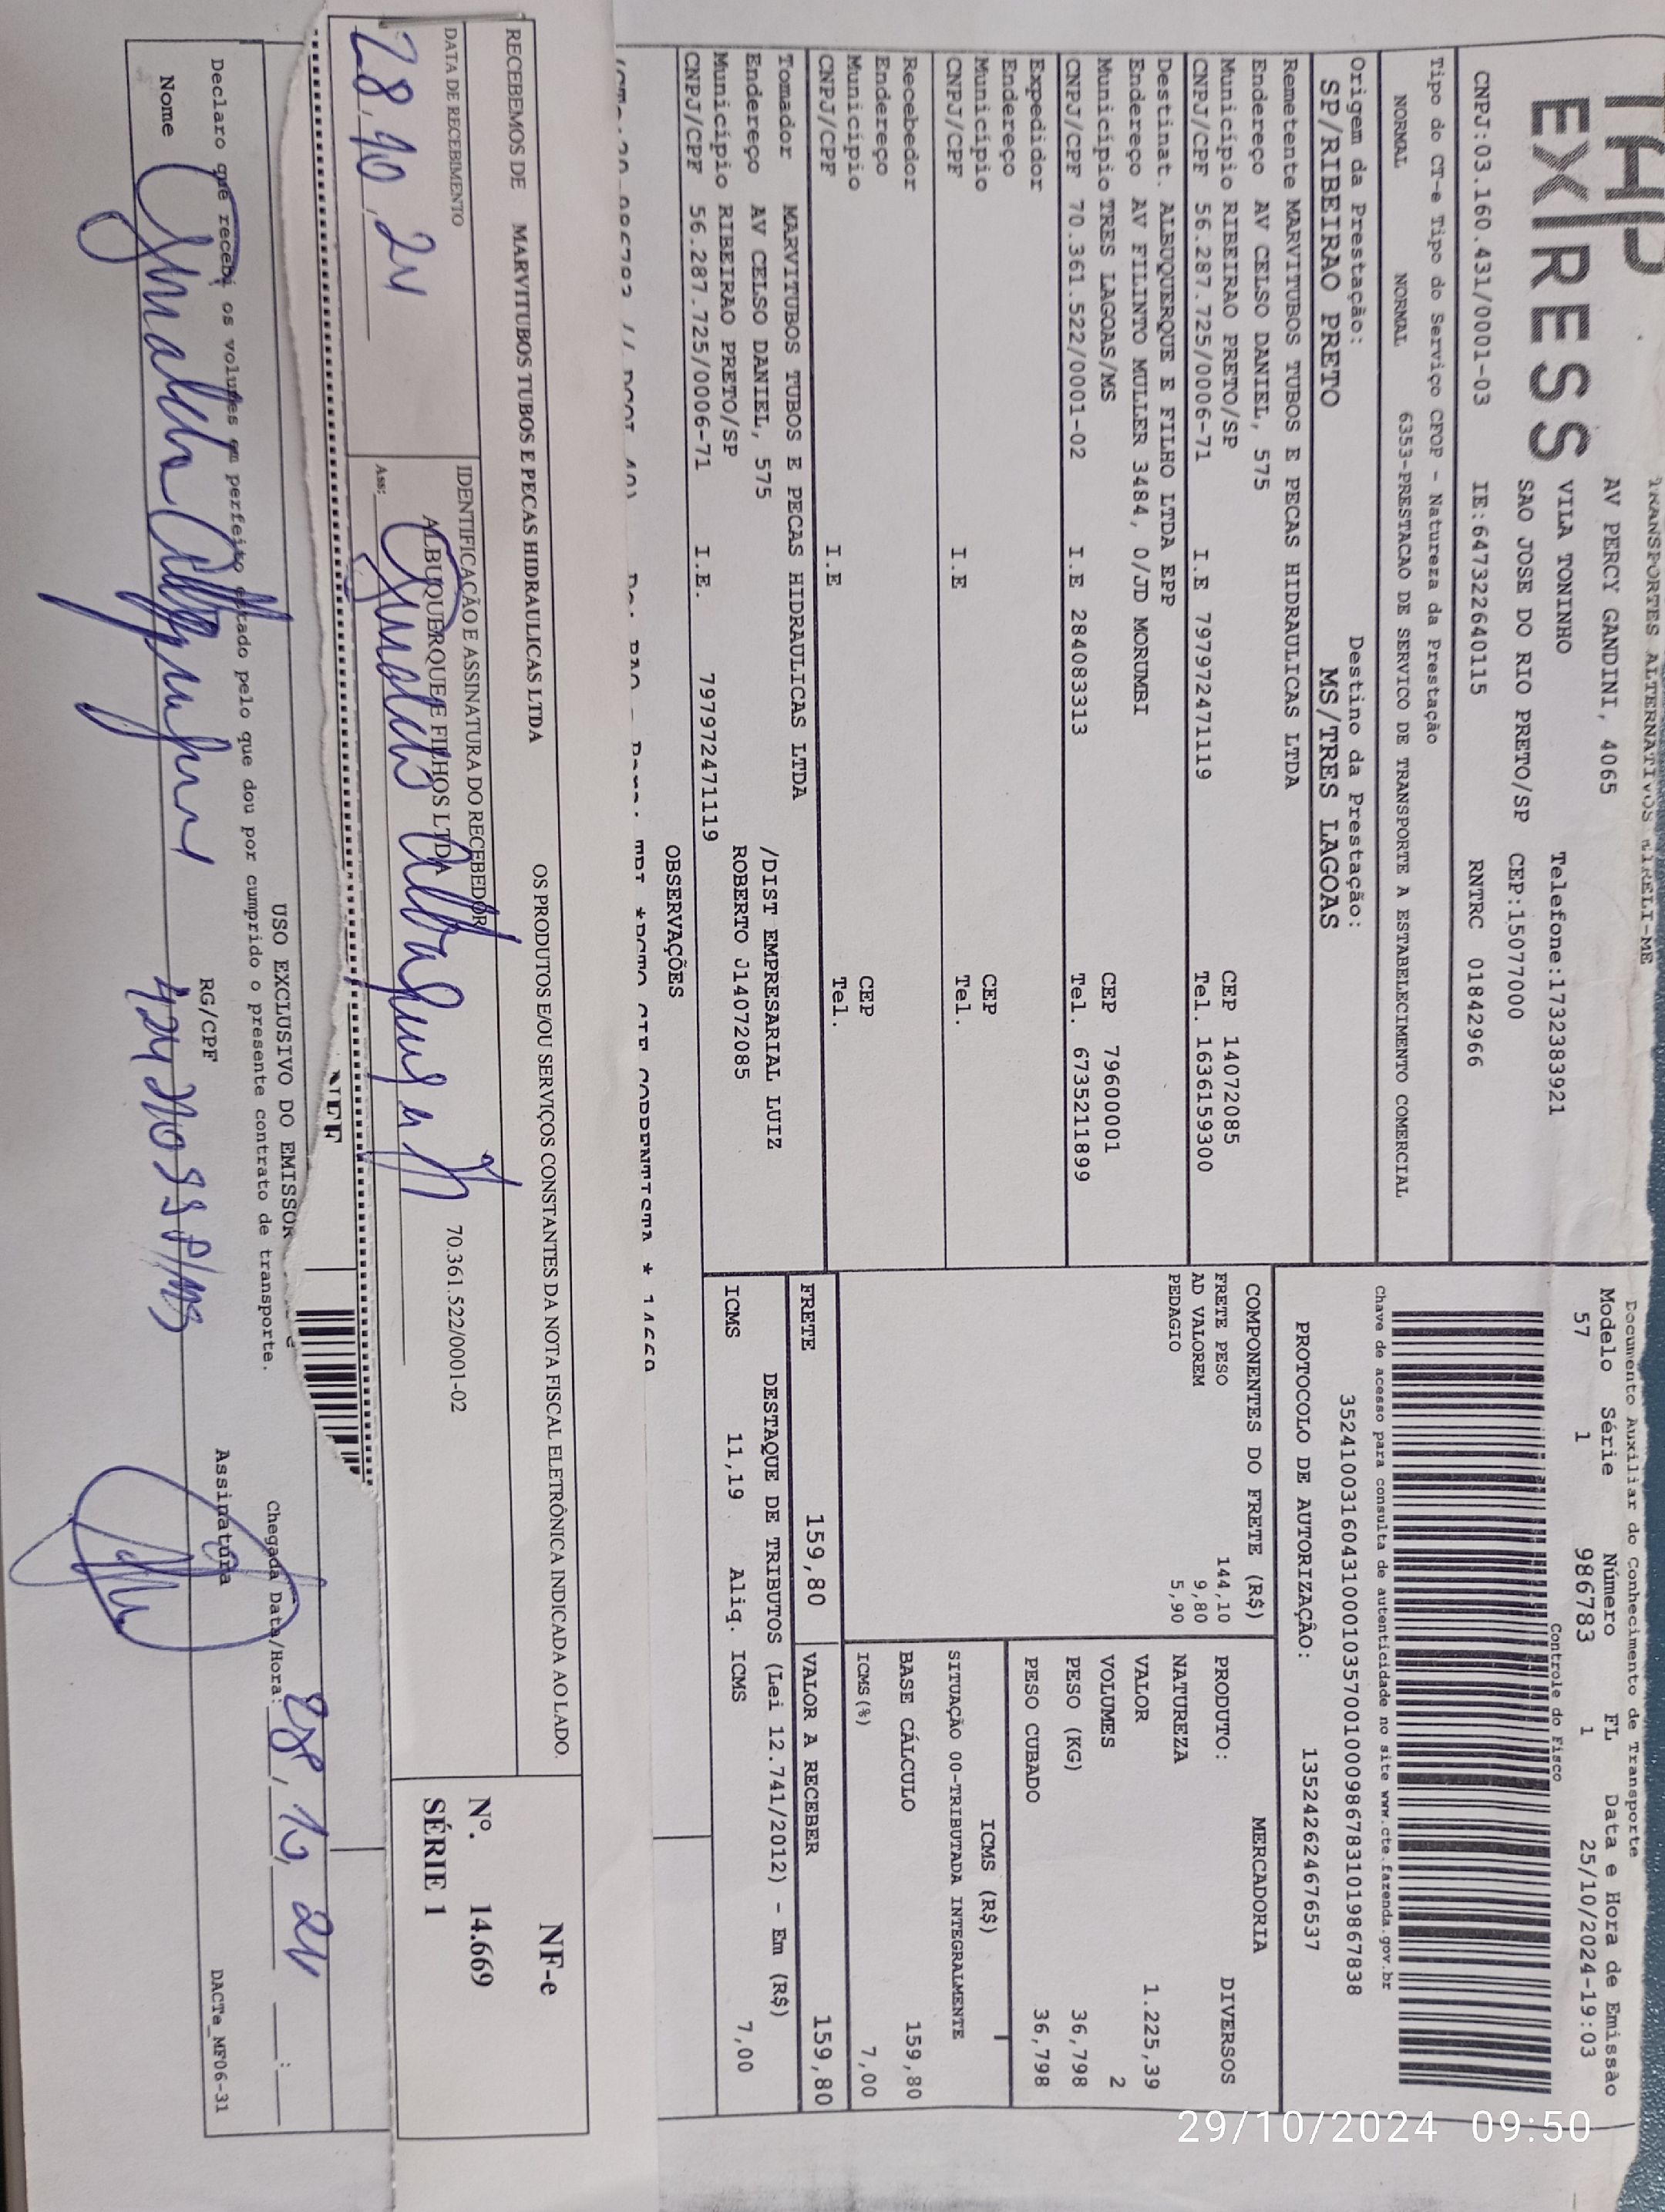 THP
EXPRESS
TRANSPORTES ALTERNATIVOS EIRELI-ME
AV PERCY GANDINI, 4065
VILA TONINHO Telefone:1732383921
SAO JOSE DO RIO PRETO/SP CEP:15077000
CNPJ:03.160.431/0001-03 IE:647322640115 RNTRC 01842966
Documento Auxiliar do Conhecimento de Transporte
Modelo Série Número FL Data e Hora de Emissão
57 1 986783 1 25/10/2024-19:03
Controle do Fisco
Chave de acesso para consulta de autenticidade no site www.cte.fazenda.gov.br
35241003160431000103570010009867831019867838
PROTOCOLO DE AUTORIZAÇÃO: 135242624676537
Tipo do CT-e Tipo do Serviço CFOP - Natureza da Prestação
NORMAL NORMAL 6353-PRESTACAO DE SERVICO DE TRANSPORTE A ESTABELECIMENTO COMERCIAL
Origem da Prestação: Destino da Prestação:
SP/RIBEIRAO PRETO MS/TRES LAGOAS
Remetente MARVITUBOS TUBOS E PECAS HIDRAULICAS LTDA
Endereço AV CELSO DANIEL, 575
Município RIBEIRAO PRETO/SP CEP 14072085
CNPJ/CPF 56.287.725/0006-71 I.E 797972471119 Tel. 1636159300
Destinat. ALBUQUERQUE E FILHO LTDA EPP
Endereço AV FILINTO MULLER 3484, 0/JD MORUMBI
Município TRES LAGOAS/MS CEP 79600001
CNPJ/CPF 70.361.522/0001-02 I.E 284083313 Tel. 673521189​9
Expedidor
Endereço
Município CEP
CNPJ/CPF I.E Tel.
Recebedor
Endereço
Município CEP
CNPJ/CPF I.E Tel.
Tomador MARVITUBOS TUBOS E PECAS HIDRAULICAS LTDA
Endereço AV CELSO DANIEL, 575 /DIST EMPRESARIAL LUIZ
Município RIBEIRAO PRETO/SP ROBERTO J14072085
CNPJ/CPF 56.287.725/0006-71 I.E. 797972471119
COMPONENTES DO FRETE (R$)
FRETE PESO 144,10
AD VALOREM 9,80
PEDAGIO 5,90
MERCADORIA
PRODUTO: DIVERSOS
NATUREZA
VALOR 1.225,39
VOLUMES 2
PESO (KG) 36,798
PESO CUBADO 36,798
ICMS (R$)
SITUAÇÃO 00-TRIBUTADA INTEGRALMENTE
BASE CÁLCULO 159,80
ICMS(%) 7,00
FRETE 159,80 VALOR A RECEBER 159,80
DESTAQUE DE TRIBUTOS (Lei 12.741/2012) - Em (R$)
ICMS 11,19 Aliq. ICMS 7,00
OBSERVAÇÕES
RECEBEMOS DE MARVITUBOS TUBOS E PECAS HIDRAULICAS LTDA OS PRODUTOS E/OU SERVIÇOS CONSTANTES DA NOTA FISCAL ELETRÔNICA INDICADA AO LADO.
DATA DE RECEBIMENTO
28,10,24
IDENTIFICAÇÃO E ASSINATURA DO RECEBEDOR
ALBUQUERQUE E FILHOS LTDA 70.361.522/0001-02
Ass:
NF-e
Nº. 14.669
SÉRIE 1
USO EXCLUSIVO DO EMISSOR
Chegada Data/Hora: 28,10,24 :
Declaro que recebi os volumes em perfeito estado pelo que dou por cumprido o presente contrato de transporte.
Nome RG/CPF Assinatura
DACTe_MF06-31
29/10/2024 09:50